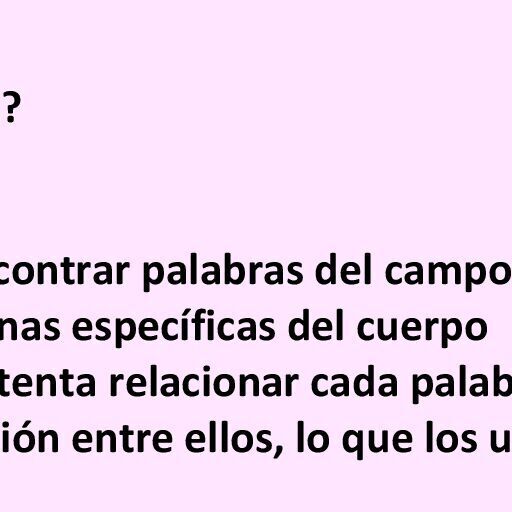 ?
contrar palabras del campo
nas específicas del cuerpo
tenta relacionar cada palab
ión entre ellos, lo que los u